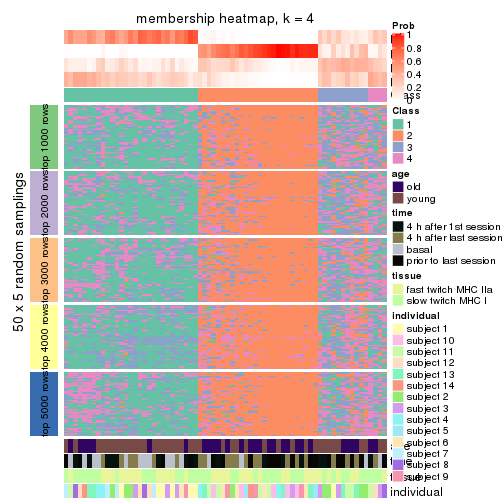 membership heatmap, k = 4
Prob
1
0.8
0.6
0.4
0.2
0
Class
1
2
3
4
age
old
young
time
4 h after 1st session
4 h after last session
basal
prior to last session
tissue
fast twitch MHC IIa
slow twitch MHC I
individual
subject 1
subject 10
subject 11
subject 12
subject 13
subject 14
subject 2
subject 3
subject 4
subject 5
subject 6
subject 7
subject 8
subject 9
individual
50 x 5 random samplings
top 1000 rows
top 2000 rows
top 3000 rows
top 4000 rows
top 5000 rows